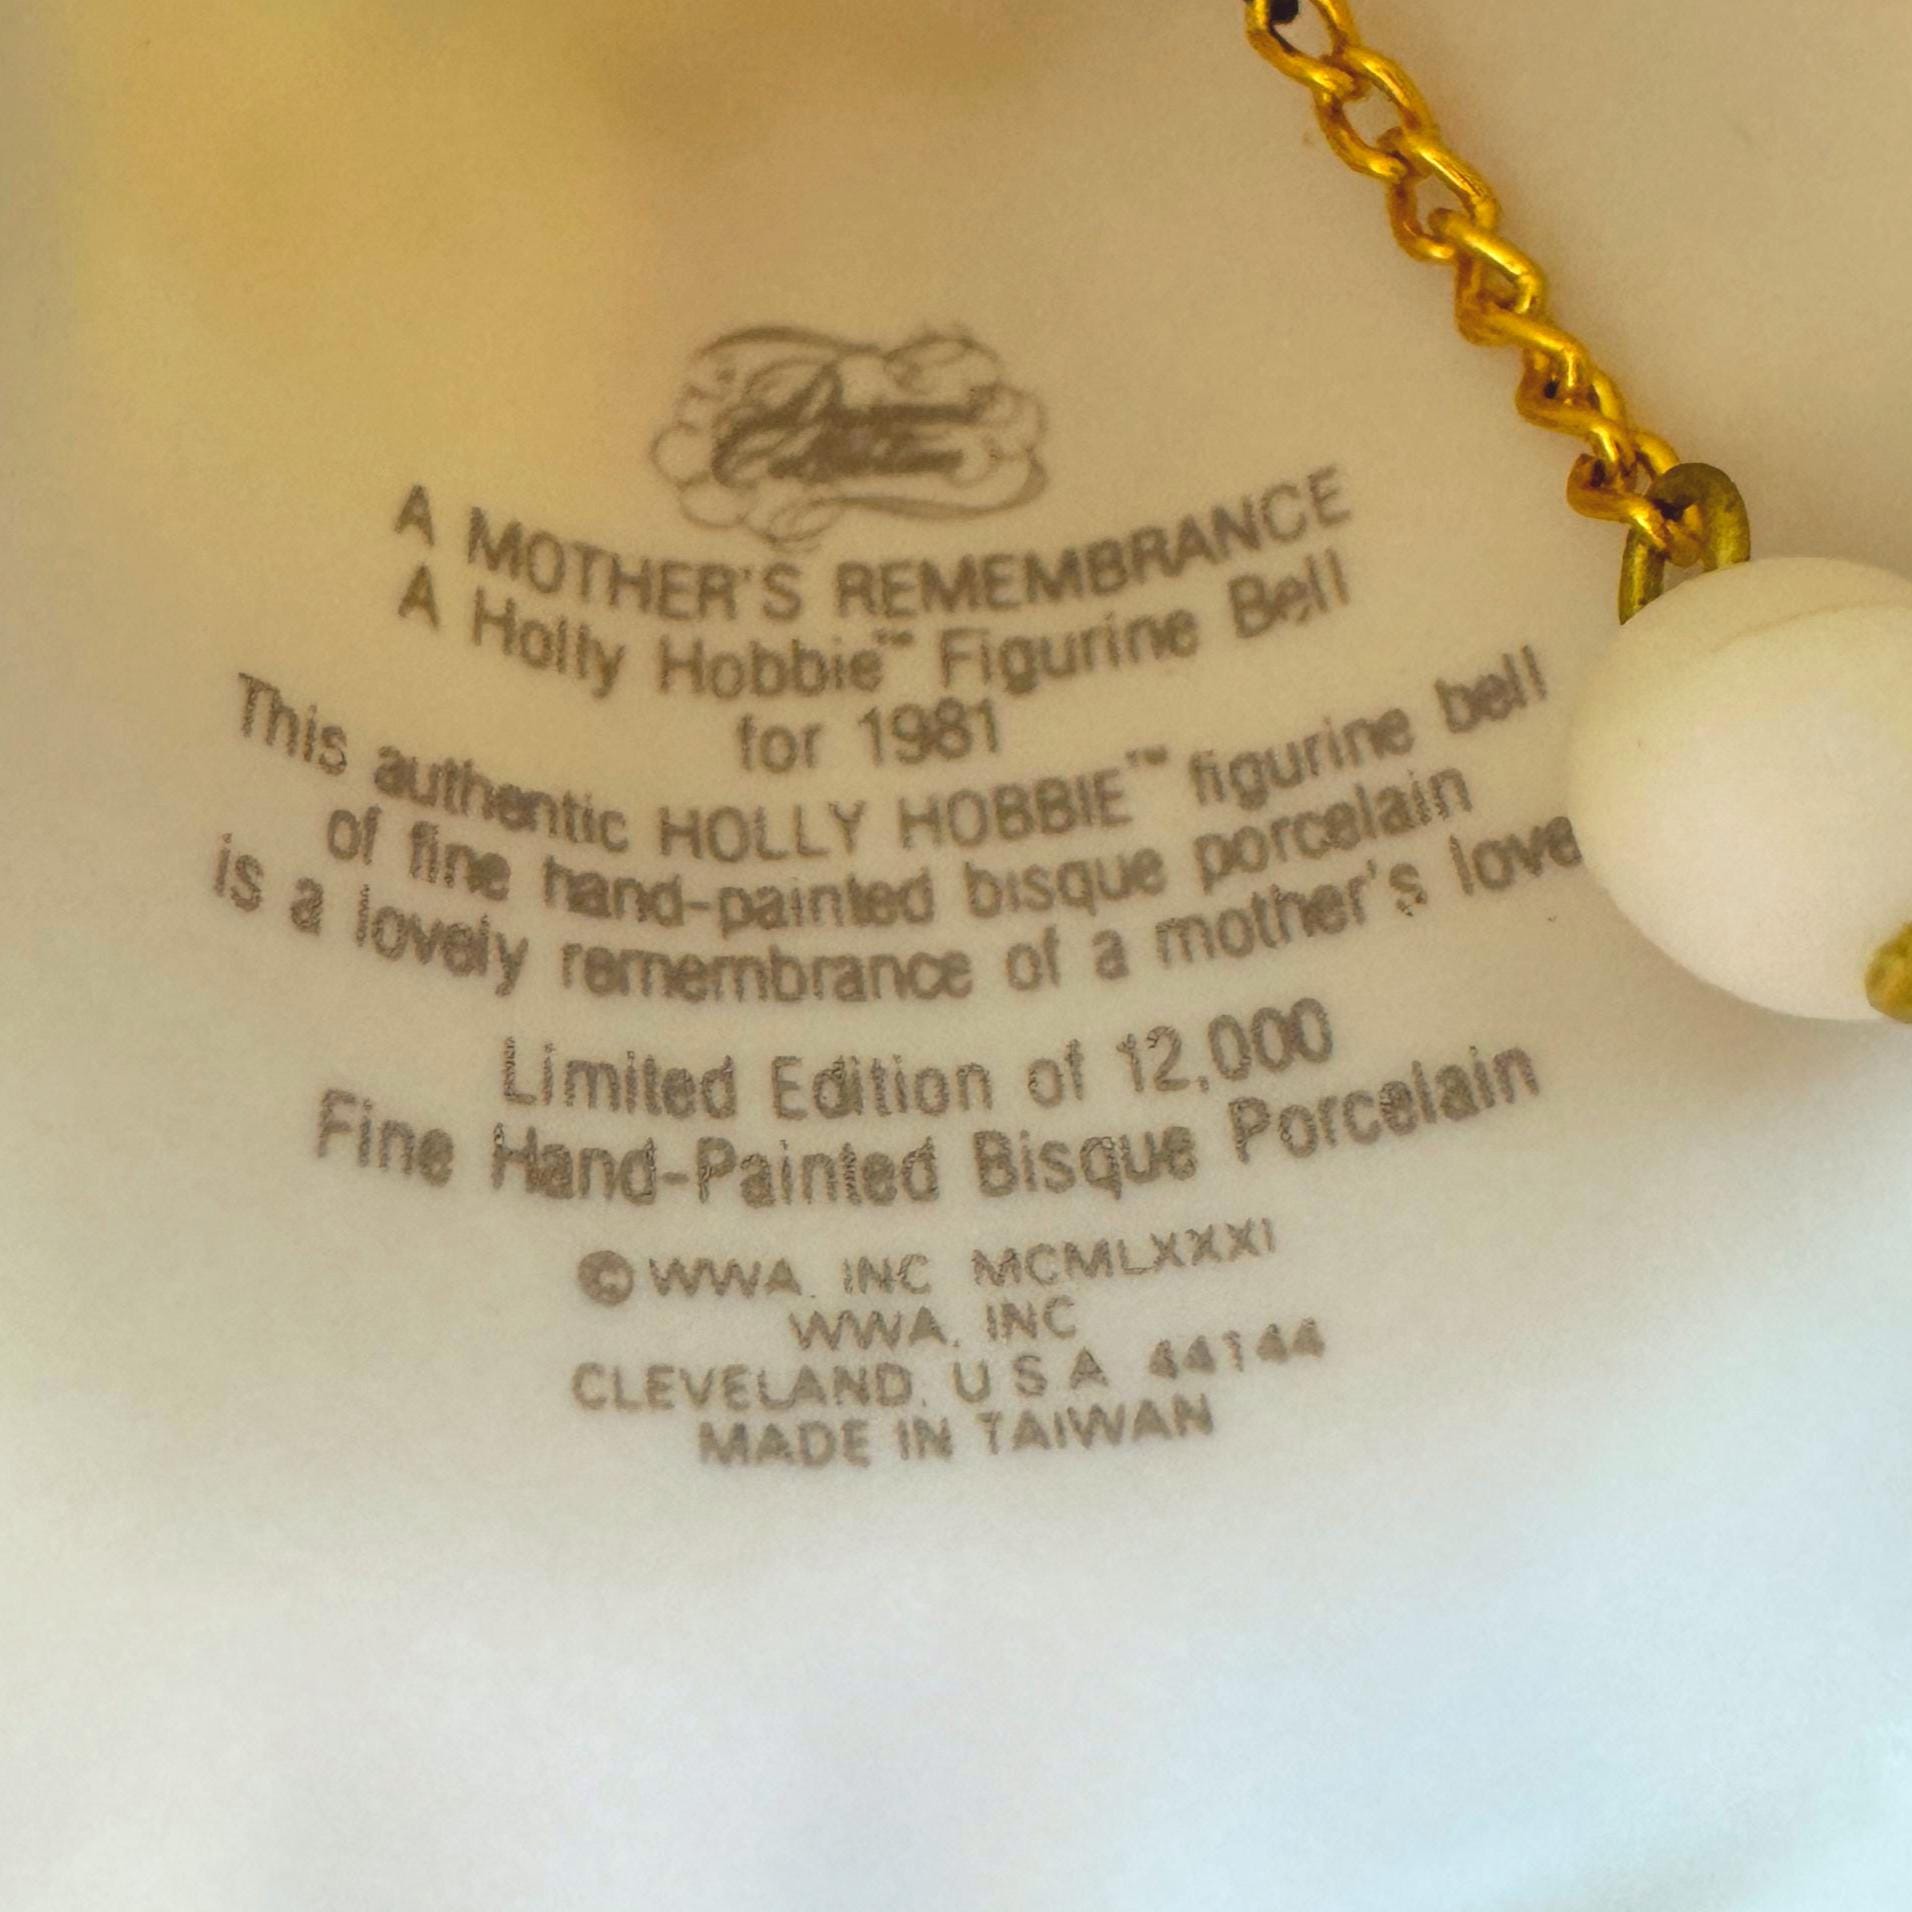 A MOTHER'S REMEMBRANCE
A Holly Hobbie™ Figurine Bell
for 1981
This authentic HOLLY HOBBIE™ figurine bell
of fine hand-painted bisque porcelain
is a lovely remembrance of a mother's love
Limited Edition of 12,000
Fine Hand-Painted Bisque Porcelain
© WWA, INC MCMLXXXI
WWA, INC
CLEVELAND, U S A 44144
MADE IN TAIWAN